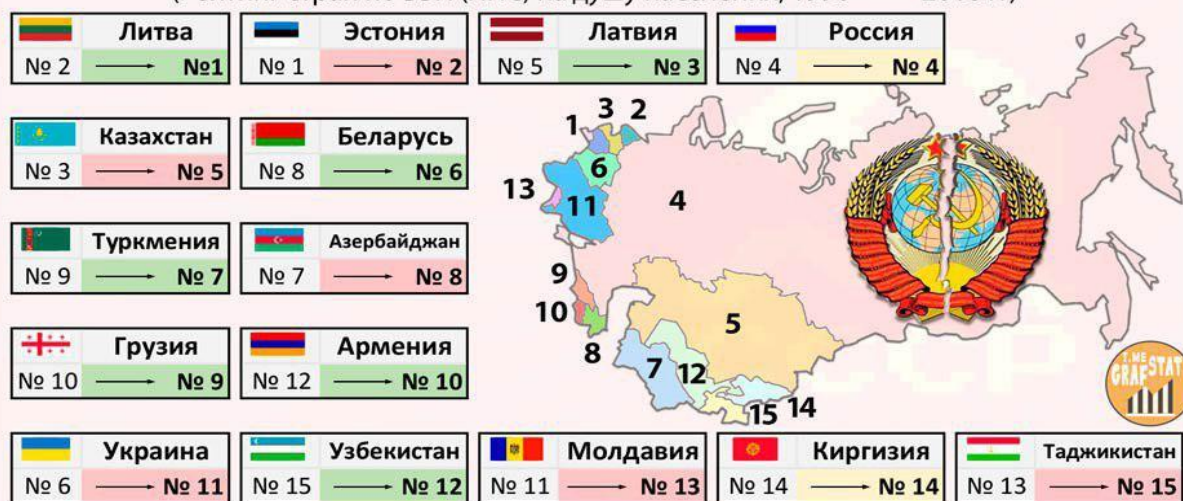 Литва
№ 2 → №1
Эстония
№ 1 → № 2
Латвия
№ 5 → № 3
Россия
№ 4 → № 4
Казахстан
№ 3 → № 5
Беларусь
№ 8 → № 6
Туркмения
№ 9 → № 7
Азербайджан
№ 7 → № 8
Грузия
№ 10 → № 9
Армения
№ 12 → № 10
Украина
№ 6 → № 11
Узбекистан
№ 15 → № 12
Молдавия
№ 11 → № 13
Киргизия
№ 14 → № 14
Таджикистан
№ 13 → № 15
1
3
2
6
13
11
4
9
10
8
5
7
12
15
14
T.ME
GRAFSTAT